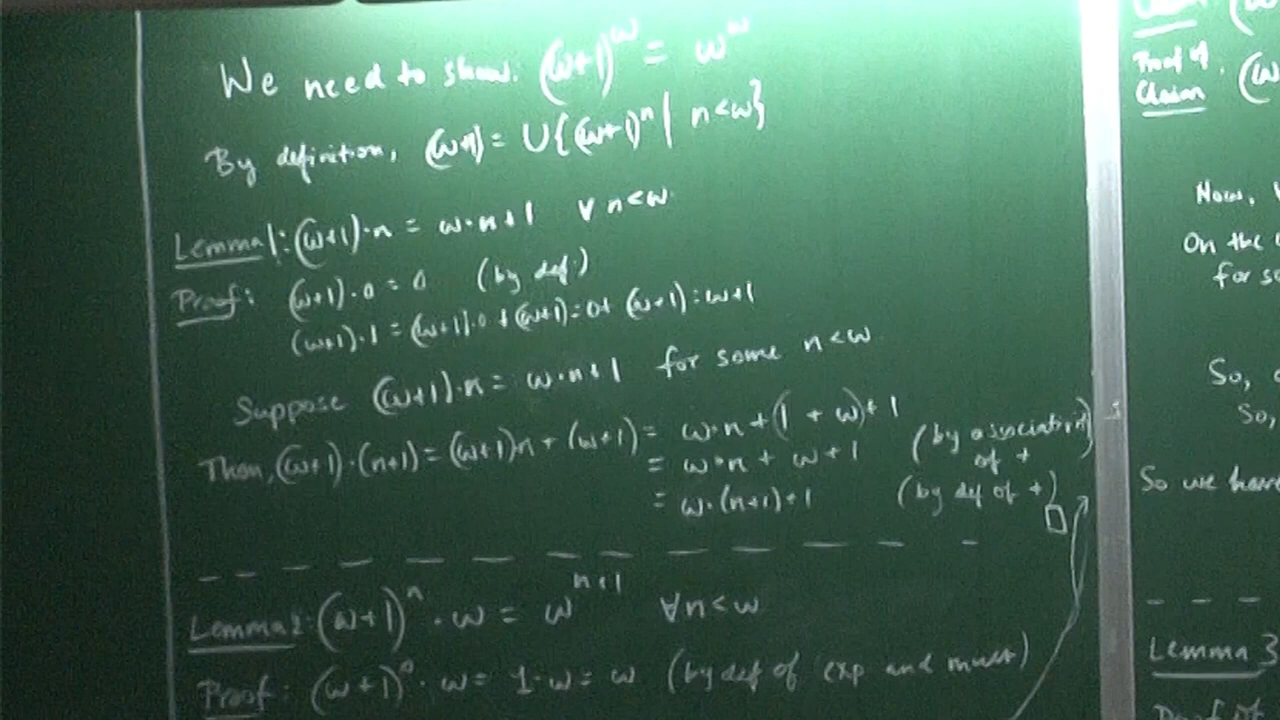 We need to show: (ω+1)^ω = ω^ω
By definition, (ω+1) = ∪{(ω+1)^n | n<ω}
Lemma 1: (ω+1)·n = ω·n+1 ∀ n<ω.
Proof: (ω+1)·0 = 0 (by def.)
(ω+1)·1 = (ω+1)·0 + (ω+1) = 0+ (ω+1) = ω+1
Suppose (ω+1)·n = ω·n+1 for some n<ω
Then, (ω+1)·(n+1) = (ω+1)n + (ω+1) = ω·n + (1 + ω)+1 (by associativity of +
= ω·n + ω+1
= ω·(n+1)+1 (by def of +)
□
Lemma 2: (ω+1)^n · ω = ω^{n+1} ∀n<ω
Proof: (ω+1)^0 · ω = 1·ω = ω (by def of exp and mult)
Proof of
Claim : (ω
Now,
On the
for so
So,
So,
So we have
Lemma 3
Proof of